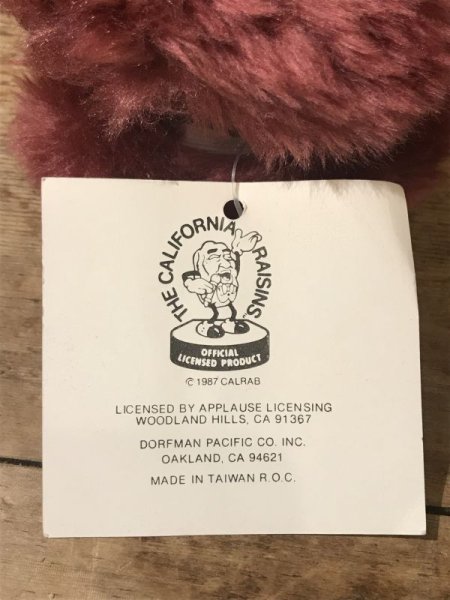 THE CALIFORNIA RAISINS
OFFICIAL
LICENSED PRODUCT
© 1987 CALRAB
LICENSED BY APPLAUSE LICENSING
WOODLAND HILLS, CA 91367
DORFMAN PACIFIC CO. INC.
OAKLAND, CA 94621
MADE IN TAIWAN R.O.C.